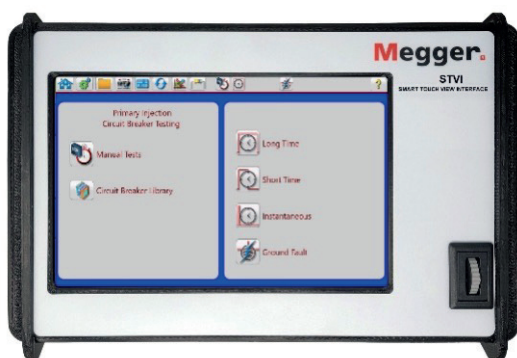 Megger
STVI
SMART TOUCH VIEW INTERFACE
?
Primary Injection
Circuit Breaker Testing
Manual Tests
Circuit Breaker Library
Long Time
Short Time
Instantaneous
Ground Fault